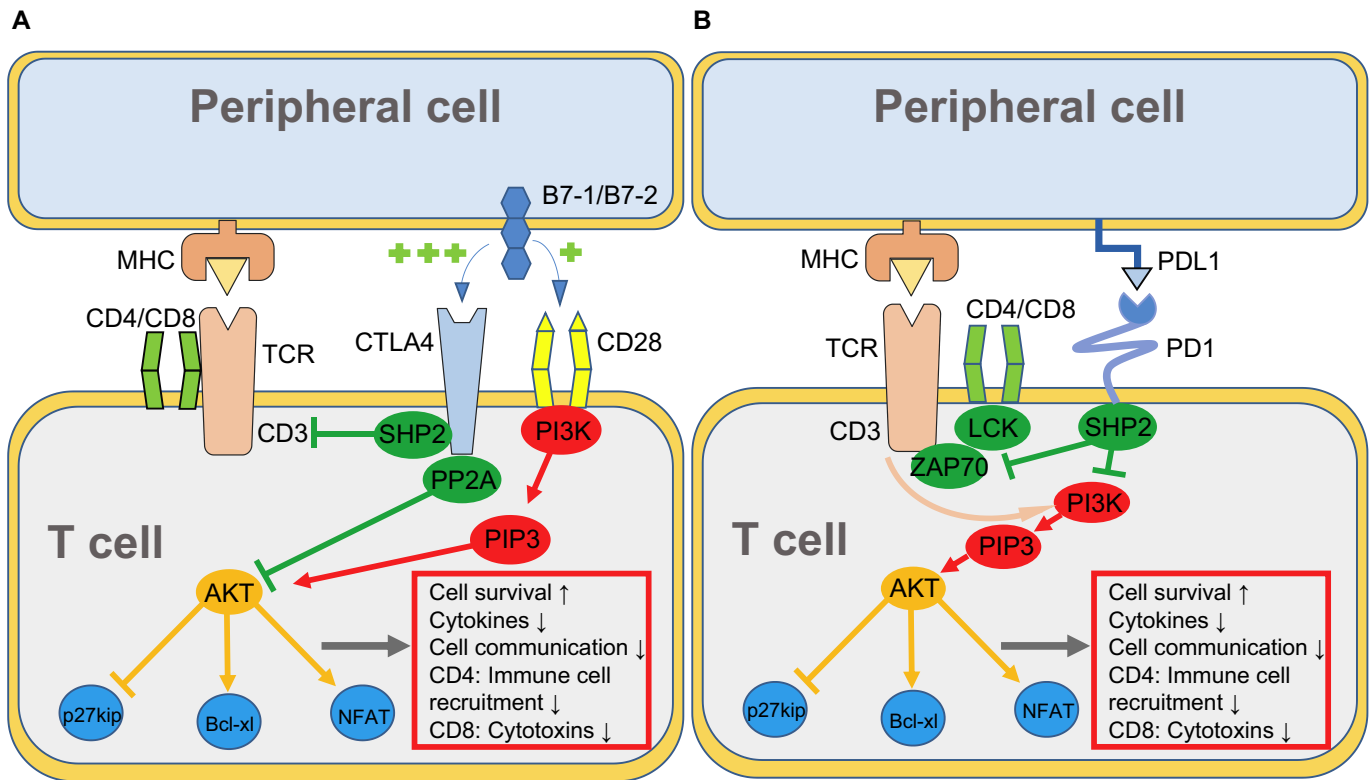 A
Peripheral cell
B7-1/B7-2
MHC
CD4/CD8
TCR
CTLA4
CD28
CD3
SHP2
PI3K
PP2A
T cell
PIP3
AKT
Cell survival ↑
Cytokines ↓
Cell communication ↓
CD4: Immune cell
recruitment ↓
CD8: Cytotoxins ↓
p27kip
Bcl-xl
NFAT
B
Peripheral cell
MHC
PDL1
CD4/CD8
TCR
PD1
CD3
LCK
SHP2
ZAP70
PI3K
T cell
PIP3
AKT
Cell survival ↑
Cytokines ↓
Cell communication ↓
CD4: Immune cell
recruitment ↓
CD8: Cytotoxins ↓
p27kip
Bcl-xl
NFAT